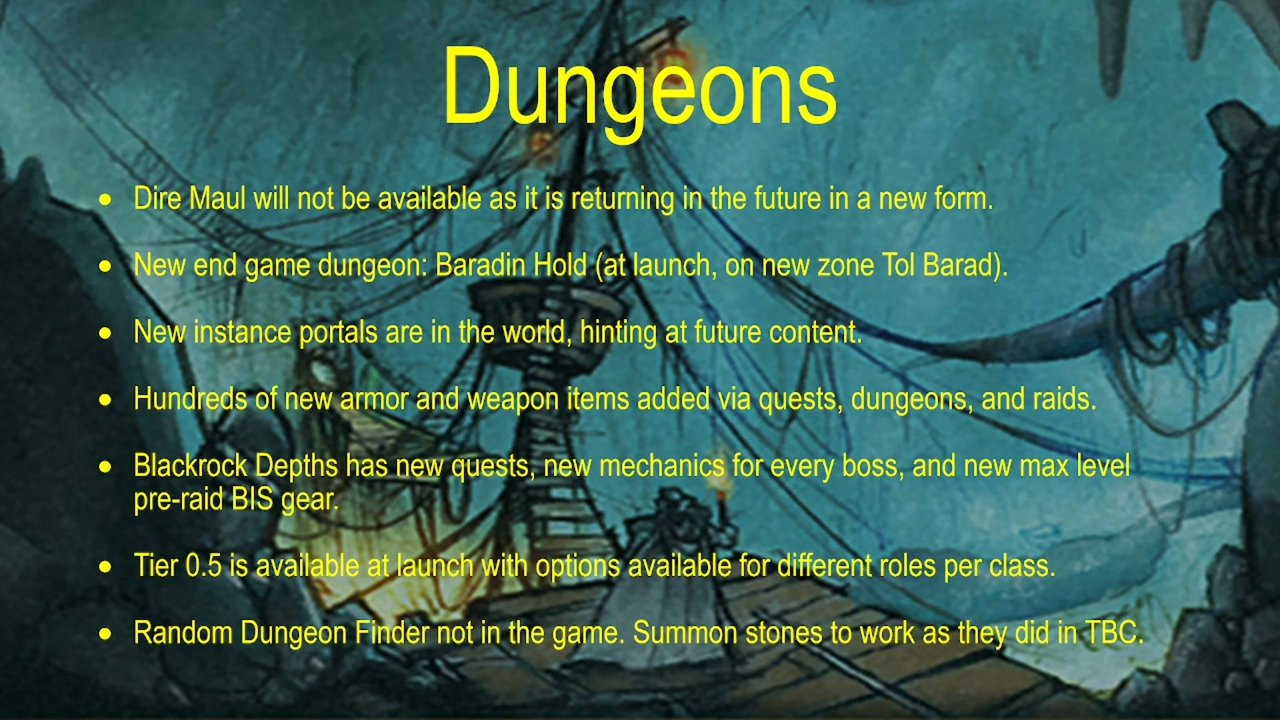 Dungeons
• Dire Maul will not be available as it is returning in the future in a new form.
• New end game dungeon: Baradin Hold (at launch, on new zone Tol Barad).
• New instance portals are in the world, hinting at future content.
• Hundreds of new armor and weapon items added via quests, dungeons, and raids.
• Blackrock Depths has new quests, new mechanics for every boss, and new max level
pre-raid BIS gear.
• Tier 0.5 is available at launch with options available for different roles per class.
• Random Dungeon Finder not in the game. Summon stones to work as they did in TBC.